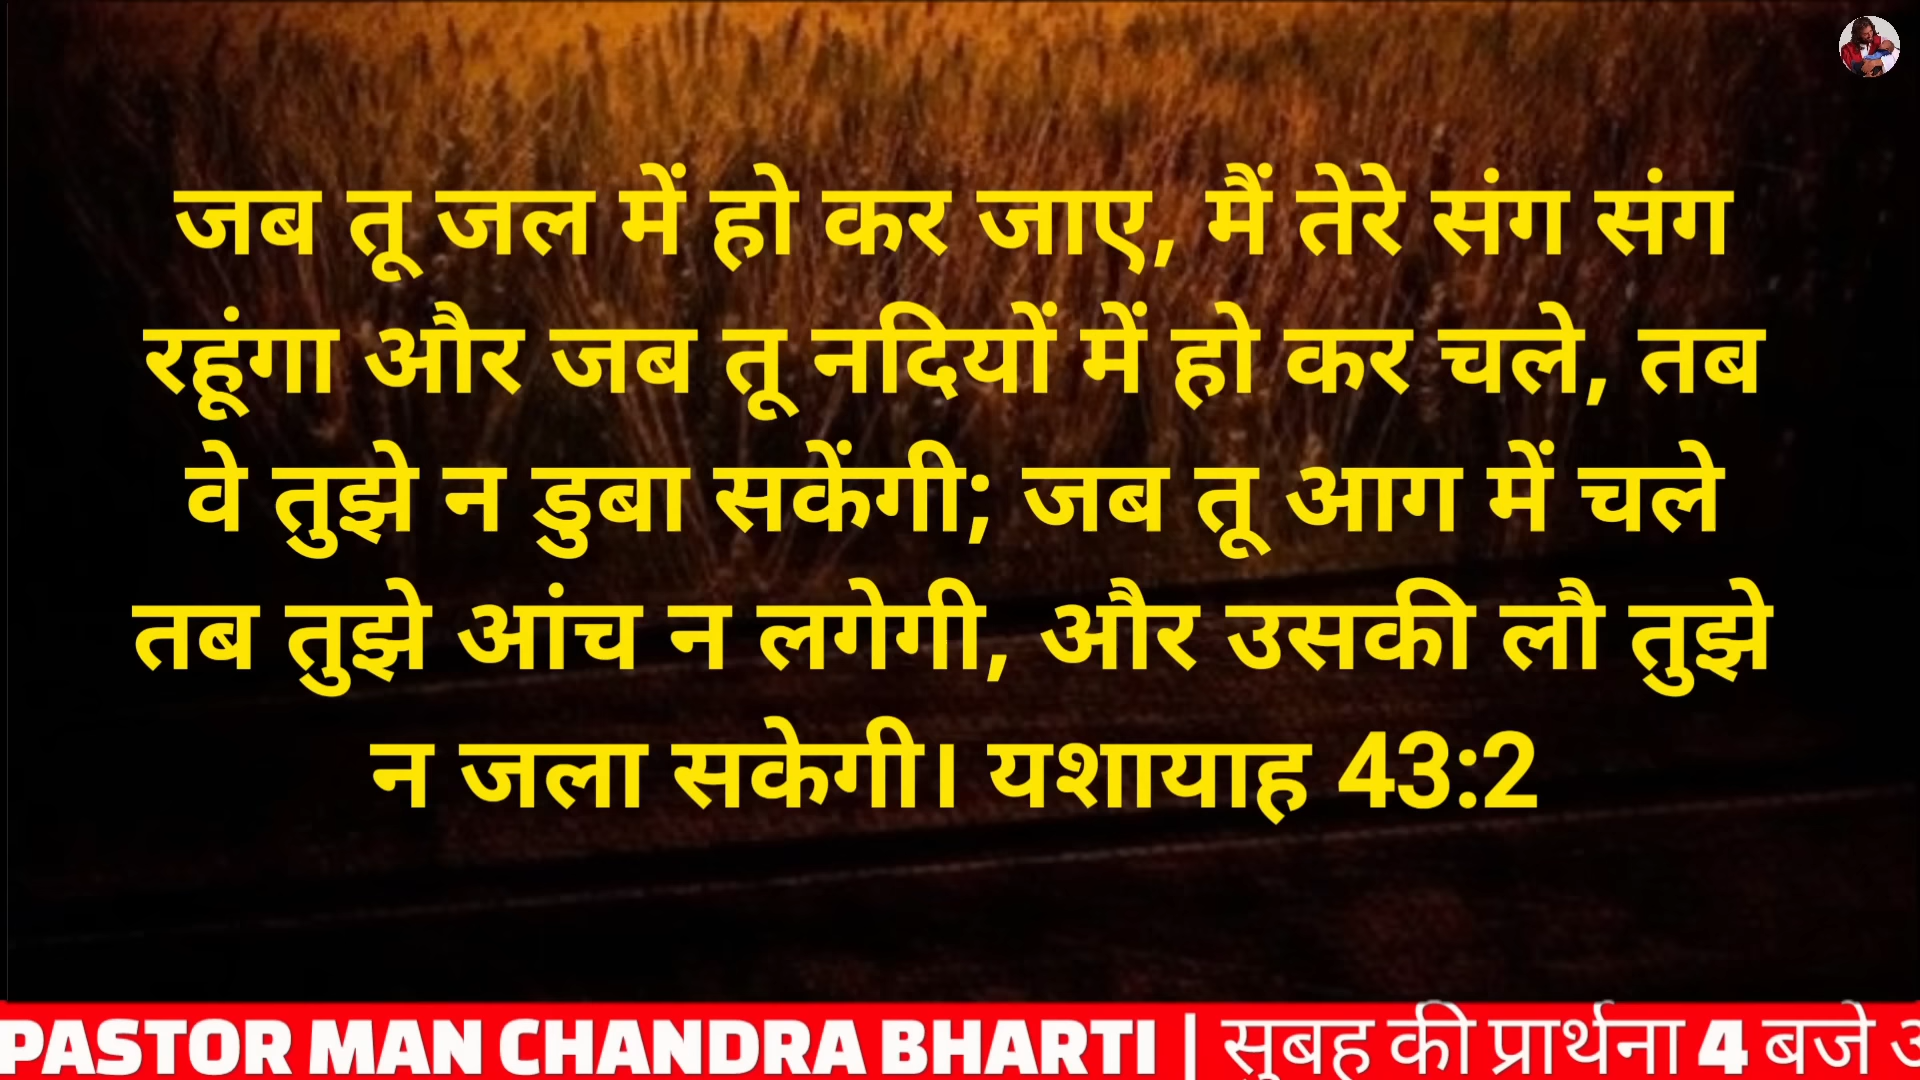 जब तू जल में हो कर जाए, मैं तेरे संग संग
रहूंगा और जब तू नदियों में हो कर चले, तब
वे तुझे न डुबा सकेंगी; जब तू आग में चले
तब तुझे आंच न लगेगी, और उसकी लौ तुझे
न जला सकेगी। यशायाह 43:2
PASTOR MAN CHANDRA BHARTI | सुबह की प्रार्थना 4 बजे